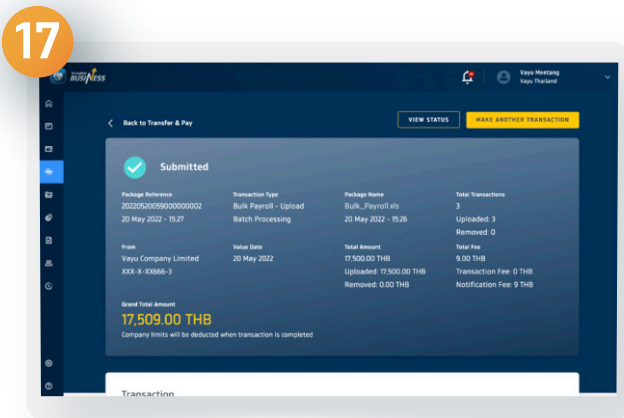 17
BUSINESS
Vayu Meetang
Vayu Thailand
Back to Transfer & Pay
VIEW STATUS
MAKE ANOTHER TRANSACTION
Submitted
Package Reference
2022052005900000002
20 May 2022 - 15:27
Transaction Type
Bulk Payroll - Upload
Batch Processing
Package Name
Bulk_Payroll.xls
20 May 2022 - 15:26
Total Transactions
3
Uploaded: 3
Removed: 0
From
Vayu Company Limited
XXX-X-XX666-3
Value Date
20 May 2022
Total Amount
17,500.00 THB
Uploaded: 17,500.00 THB
Removed: 0.00 THB
Total Fee
9.00 THB
Transaction Fee: 0 THB
Notification Fee: 9 THB
Grand Total Amount
17,509.00 THB
Company limits will be deducted when transaction is completed
Transaction